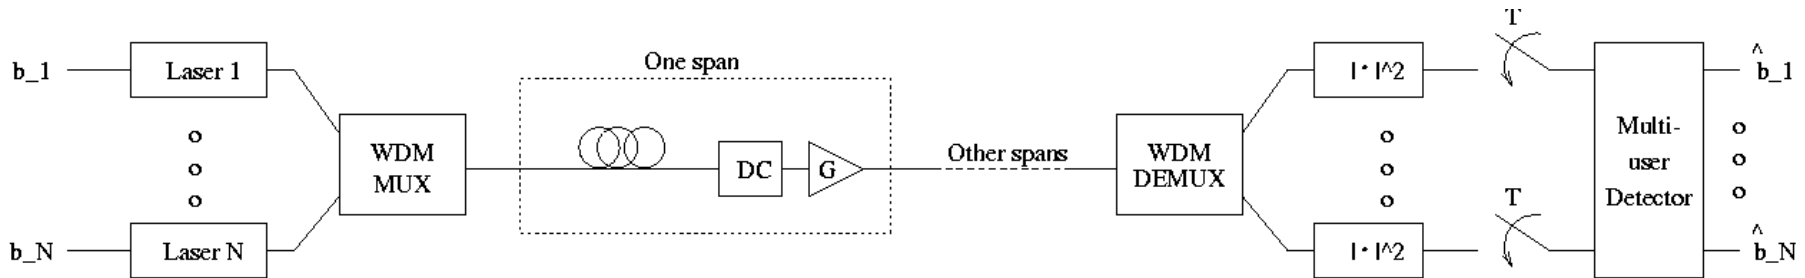 T
b_1
Laser 1
One span
| · |^2
^
b_1
WDM
MUX
DC
G
Other spans
WDM
DEMUX
Multi-
user
Detector
T
b_N
Laser N
| · |^2
^
b_N